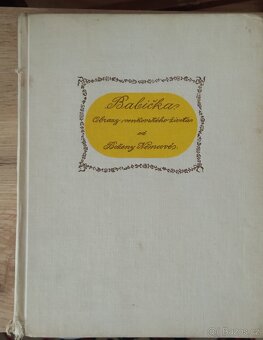 Babička
Obrazy venkovského života
od
Boženy Němcové